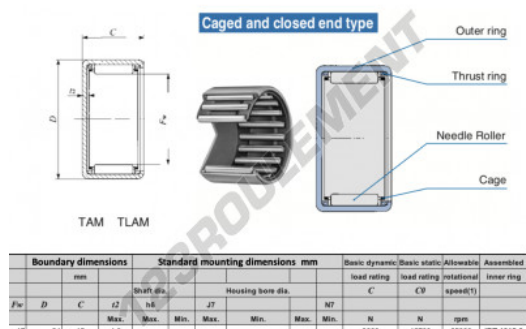 Caged and closed end type
C
t2
D
Fw
TAM TLAM
Outer ring
Thrust ring
Needle Roller
Cage
123ROULEMENT
Boundary dimensions Standard mounting dimensions mm Basic dynamic Basic static Allowable Assembled
mm load rating load rating rotational inner ring
Shaft dia. Housing bore dia. C C0 speed(1)
Fw D C t2 h6 J7 N7
Max. Max. Min. Max. Min. Max. Min. N N rpm